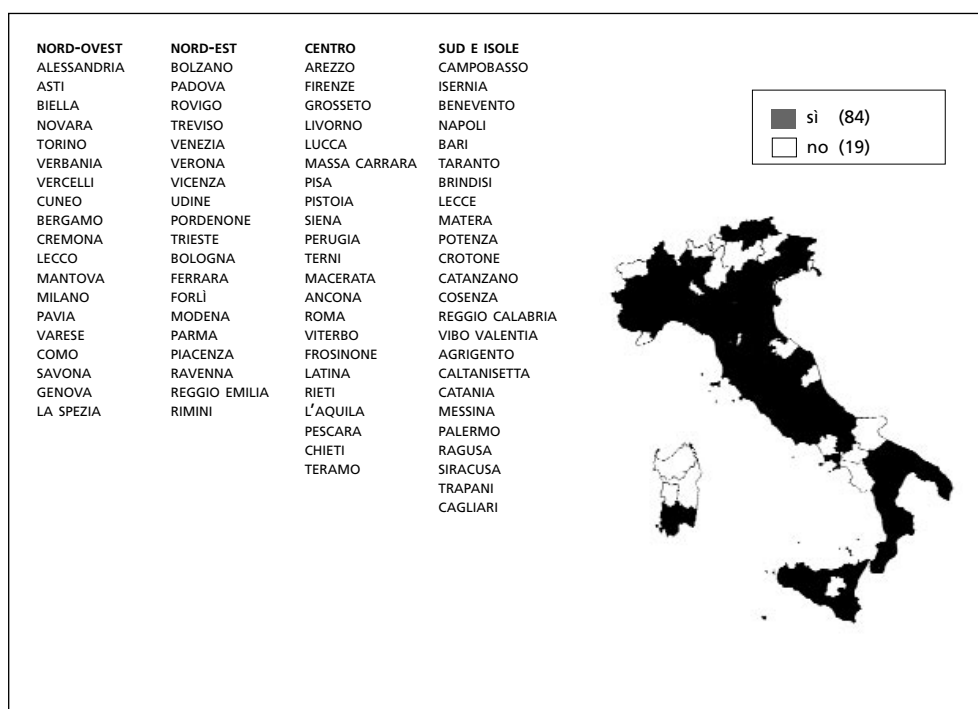 NORD-OVEST
ALESSANDRIA
ASTI
BIELLA
NOVARA
TORINO
VERBANIA
VERCELLI
CUNEO
BERGAMO
CREMONA
LECCO
MANTOVA
MILANO
PAVIA
VARESE
COMO
SAVONA
GENOVA
LA SPEZIA
NORD-EST
BOLZANO
PADOVA
ROVIGO
TREVISO
VENEZIA
VERONA
VICENZA
UDINE
PORDENONE
TRIESTE
BOLOGNA
FERRARA
FORLÌ
MODENA
PARMA
PIACENZA
RAVENNA
REGGIO EMILIA
RIMINI
CENTRO
AREZZO
FIRENZE
GROSSETO
LIVORNO
LUCCA
MASSA CARRARA
PISA
PISTOIA
SIENA
PERUGIA
TERNI
MACERATA
ANCONA
ROMA
VITERBO
FROSINONE
LATINA
RIETI
L'AQUILA
PESCARA
CHIETI
TERAMO
SUD E ISOLE
CAMPOBASSO
ISERNIA
BENEVENTO
NAPOLI
BARI
TARANTO
BRINDISI
LECCE
MATERA
POTENZA
CROTONE
CATANZANO
COSENZA
REGGIO CALABRIA
VIBO VALENTIA
AGRIGENTO
CALTANISETTA
CATANIA
MESSINA
PALERMO
RAGUSA
SIRACUSA
TRAPANI
CAGLIARI
sì (84)
no (19)